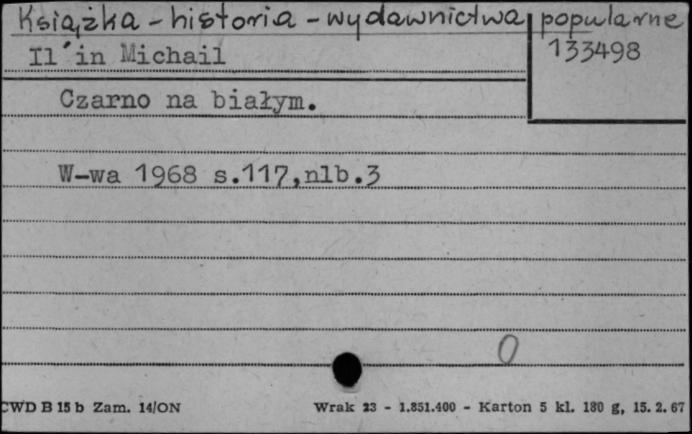 Książka - historia - wydawnictwa popularne
Il'in Michail
133498
Czarno na białym.
W-wa 1968 s.117,nlb.3
0
CWD B 15 b Zam. 14/ON
Wrak 23 - 1.851.400 - Karton 5 kl. 180 g, 15. 2. 67